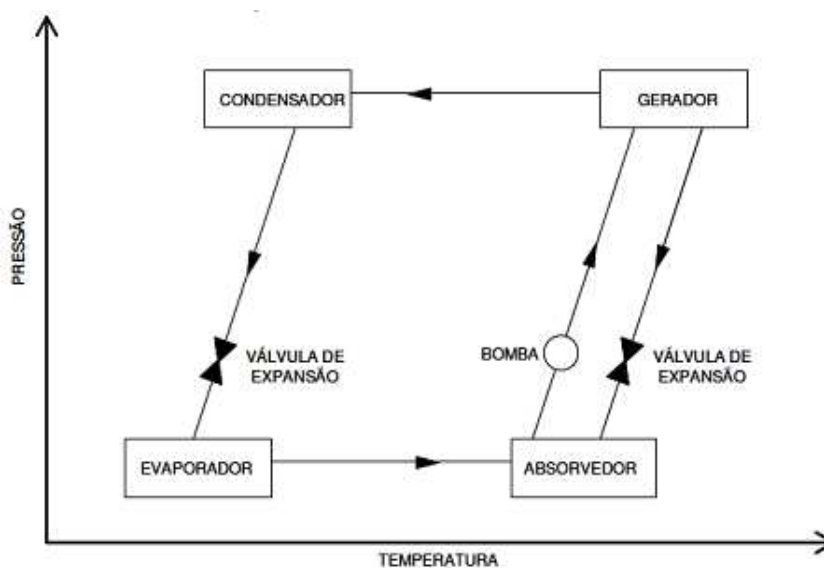 CONDENSADOR
GERADOR
PRESSÃO
VÁLVULA DE
EXPANSÃO
BOMBA
VÁLVULA DE
EXPANSÃO
EVAPORADOR
ABSORVEDOR
TEMPERATURA